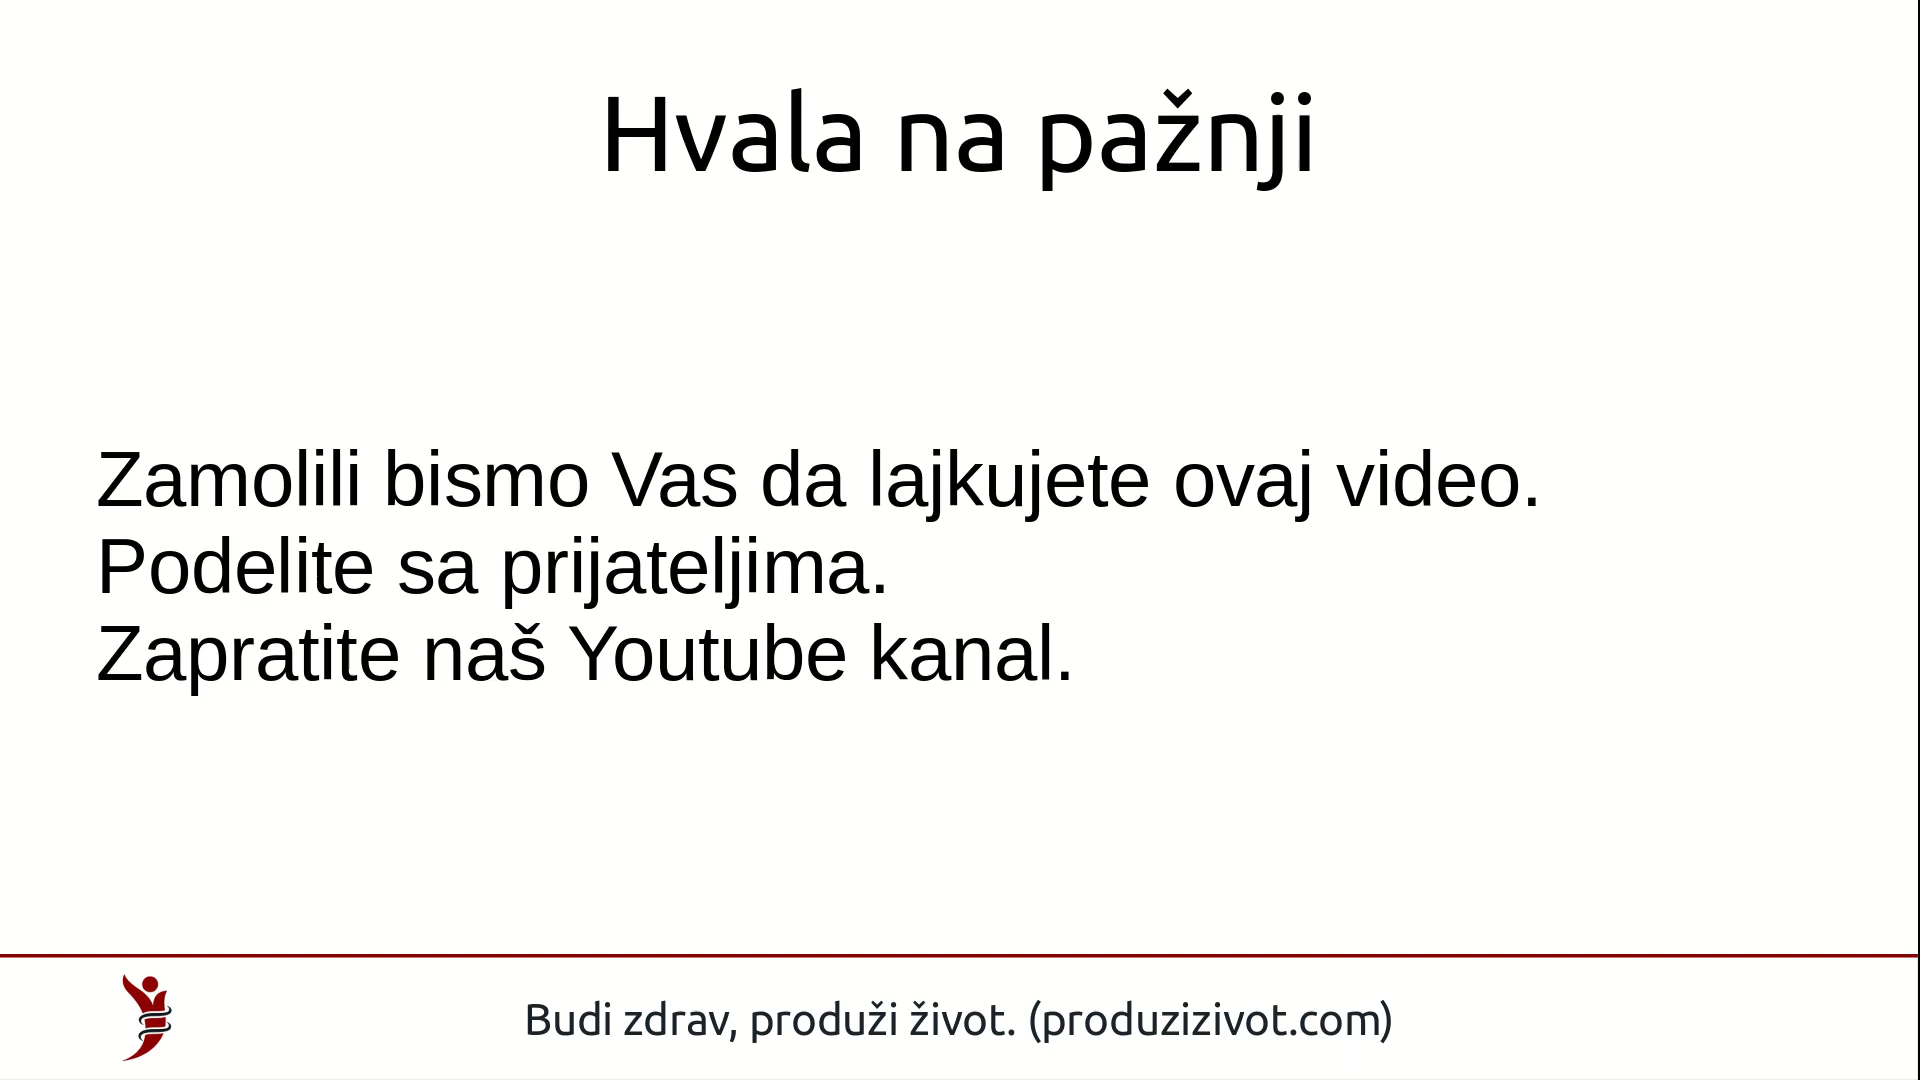 Hvala na pažnji
Zamolili bismo Vas da lajkujete ovaj video.
Podelite sa prijateljima.
Zapratite naš Youtube kanal.
Budi zdrav, produži život. (produzizivot.com)